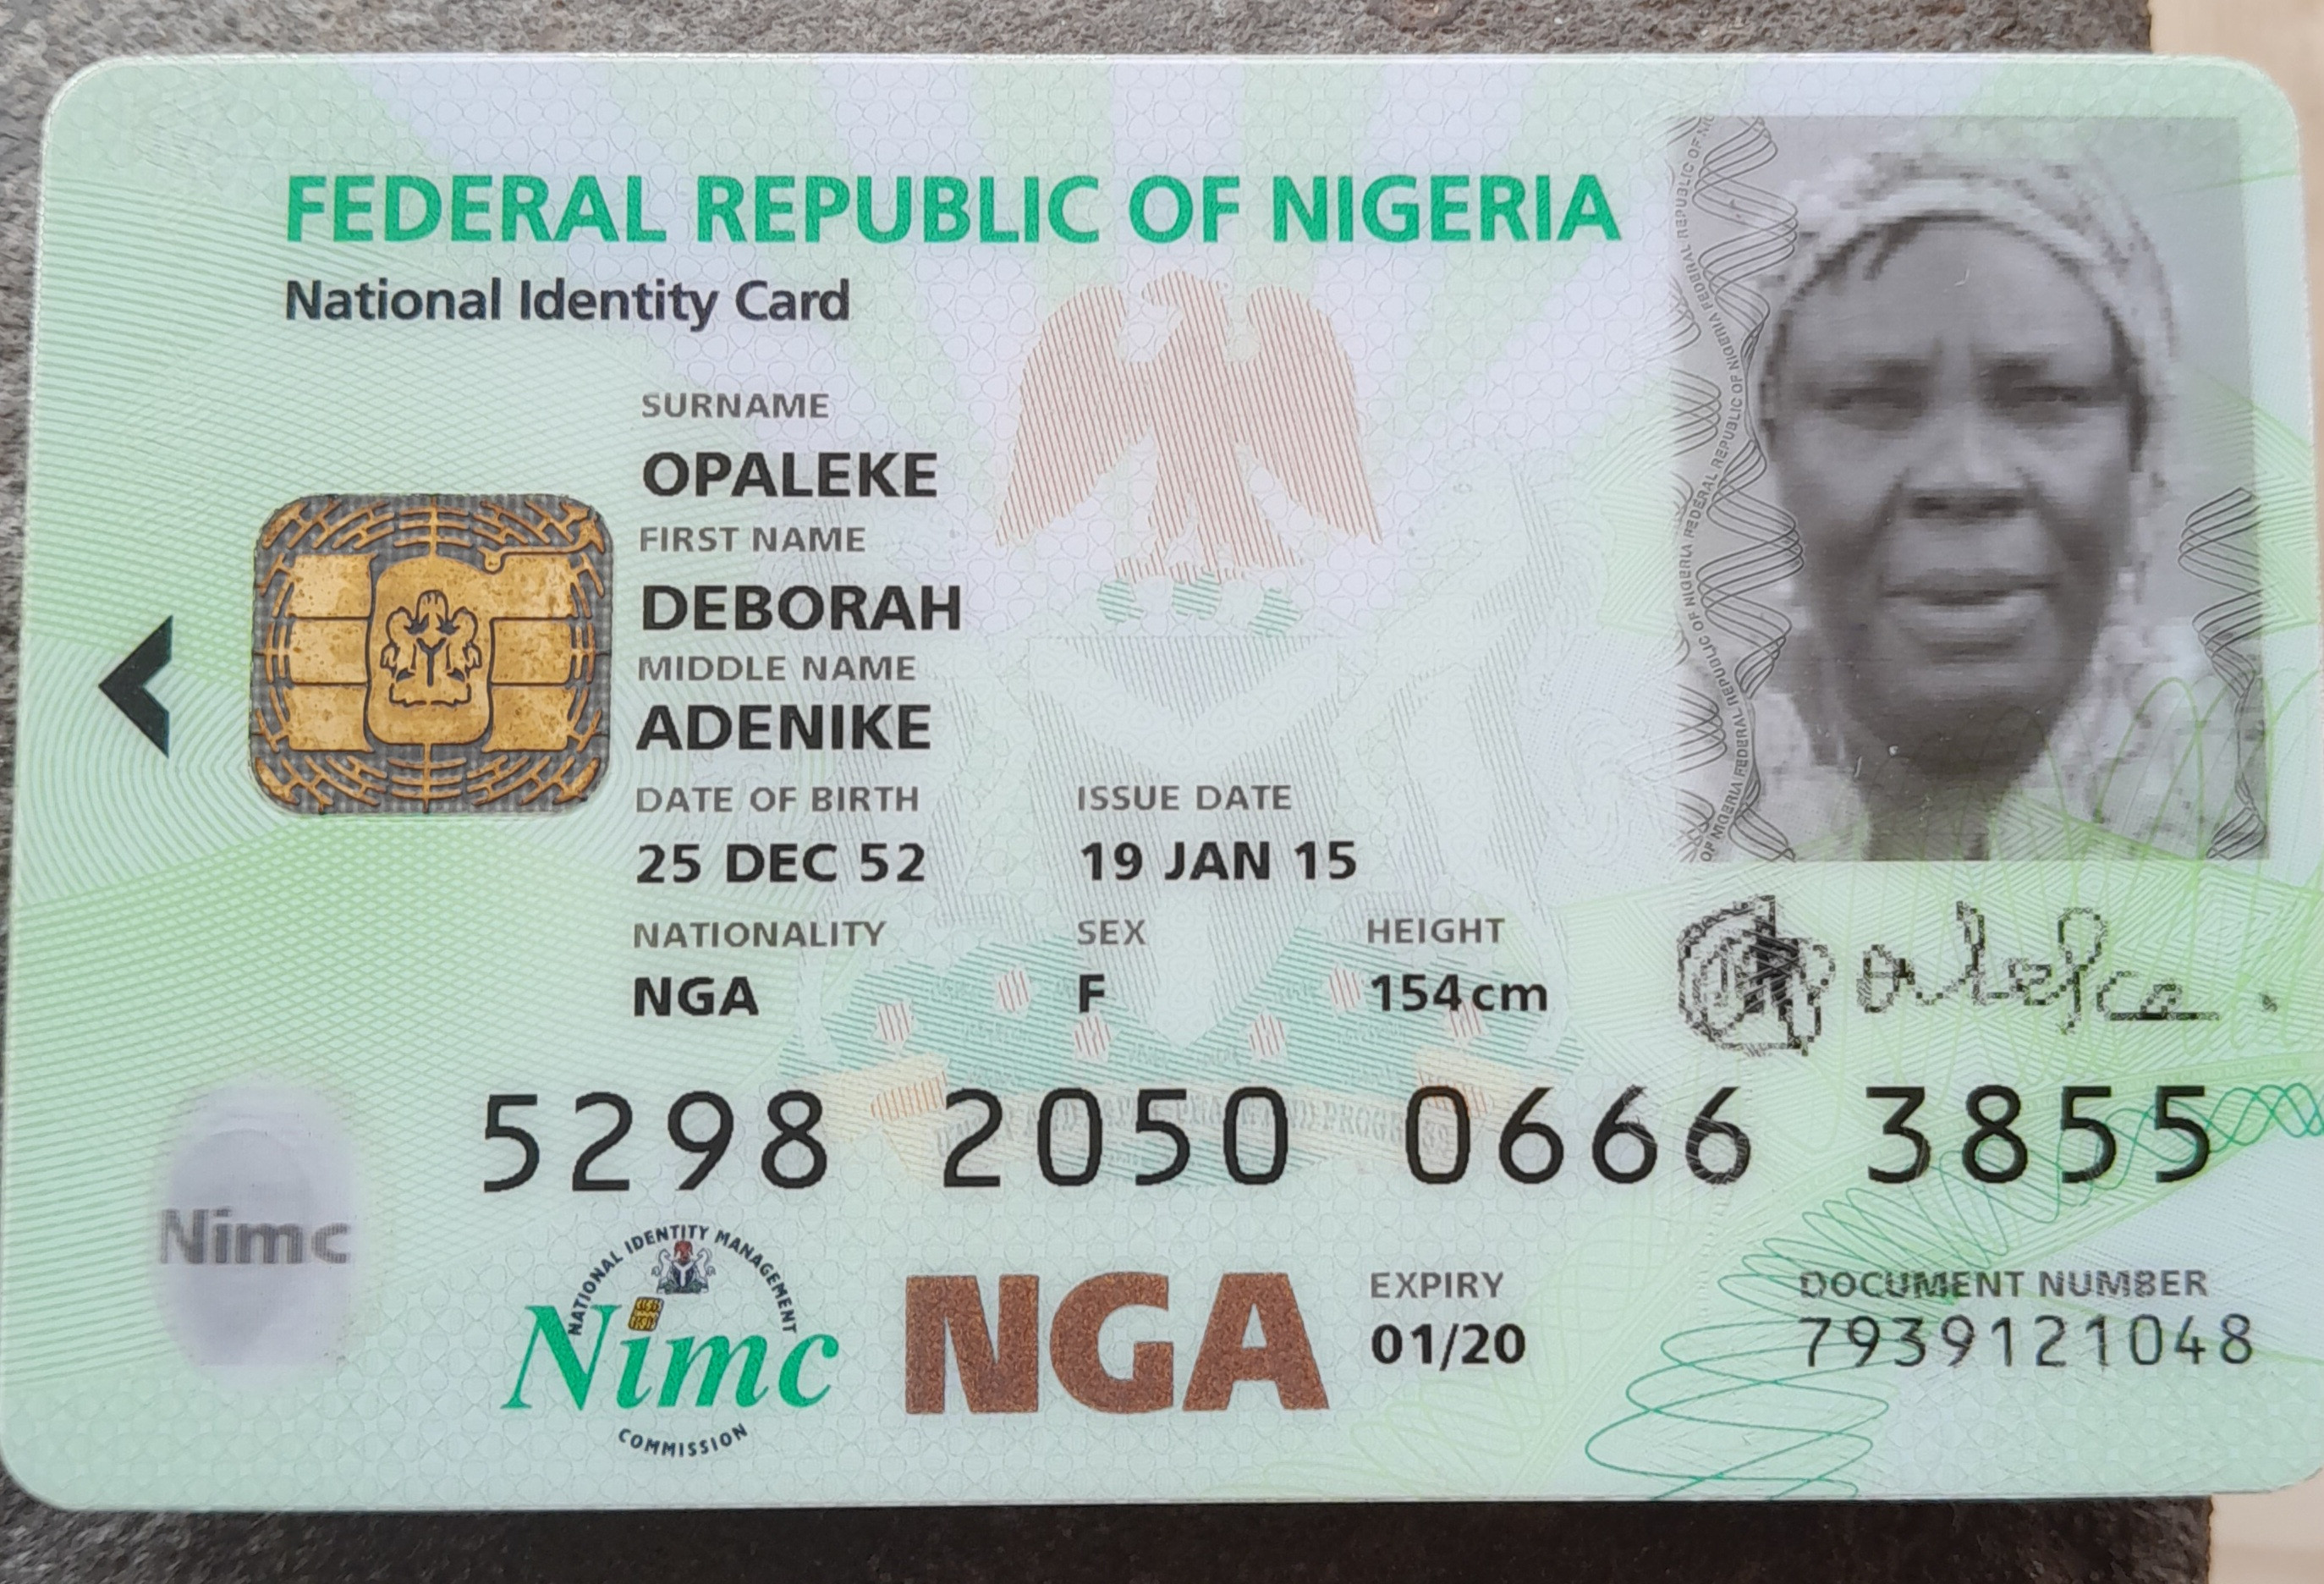 FEDERAL REPUBLIC OF NIGERIA
National Identity Card
SURNAME
OPALEKE
FIRST NAME
DEBORAH
MIDDLE NAME
ADENIKE
DATE OF BIRTH ISSUE DATE
25 DEC 52 19 JAN 15
NATIONALITY SEX HEIGHT
NGA F 154cm
Opaleke
5298 2050 0666 3855
Nimc
NATIONAL IDENTITY MANAGEMENT
Nimc
COMMISSION
NGA
EXPIRY
01/20
DOCUMENT NUMBER
7939121048